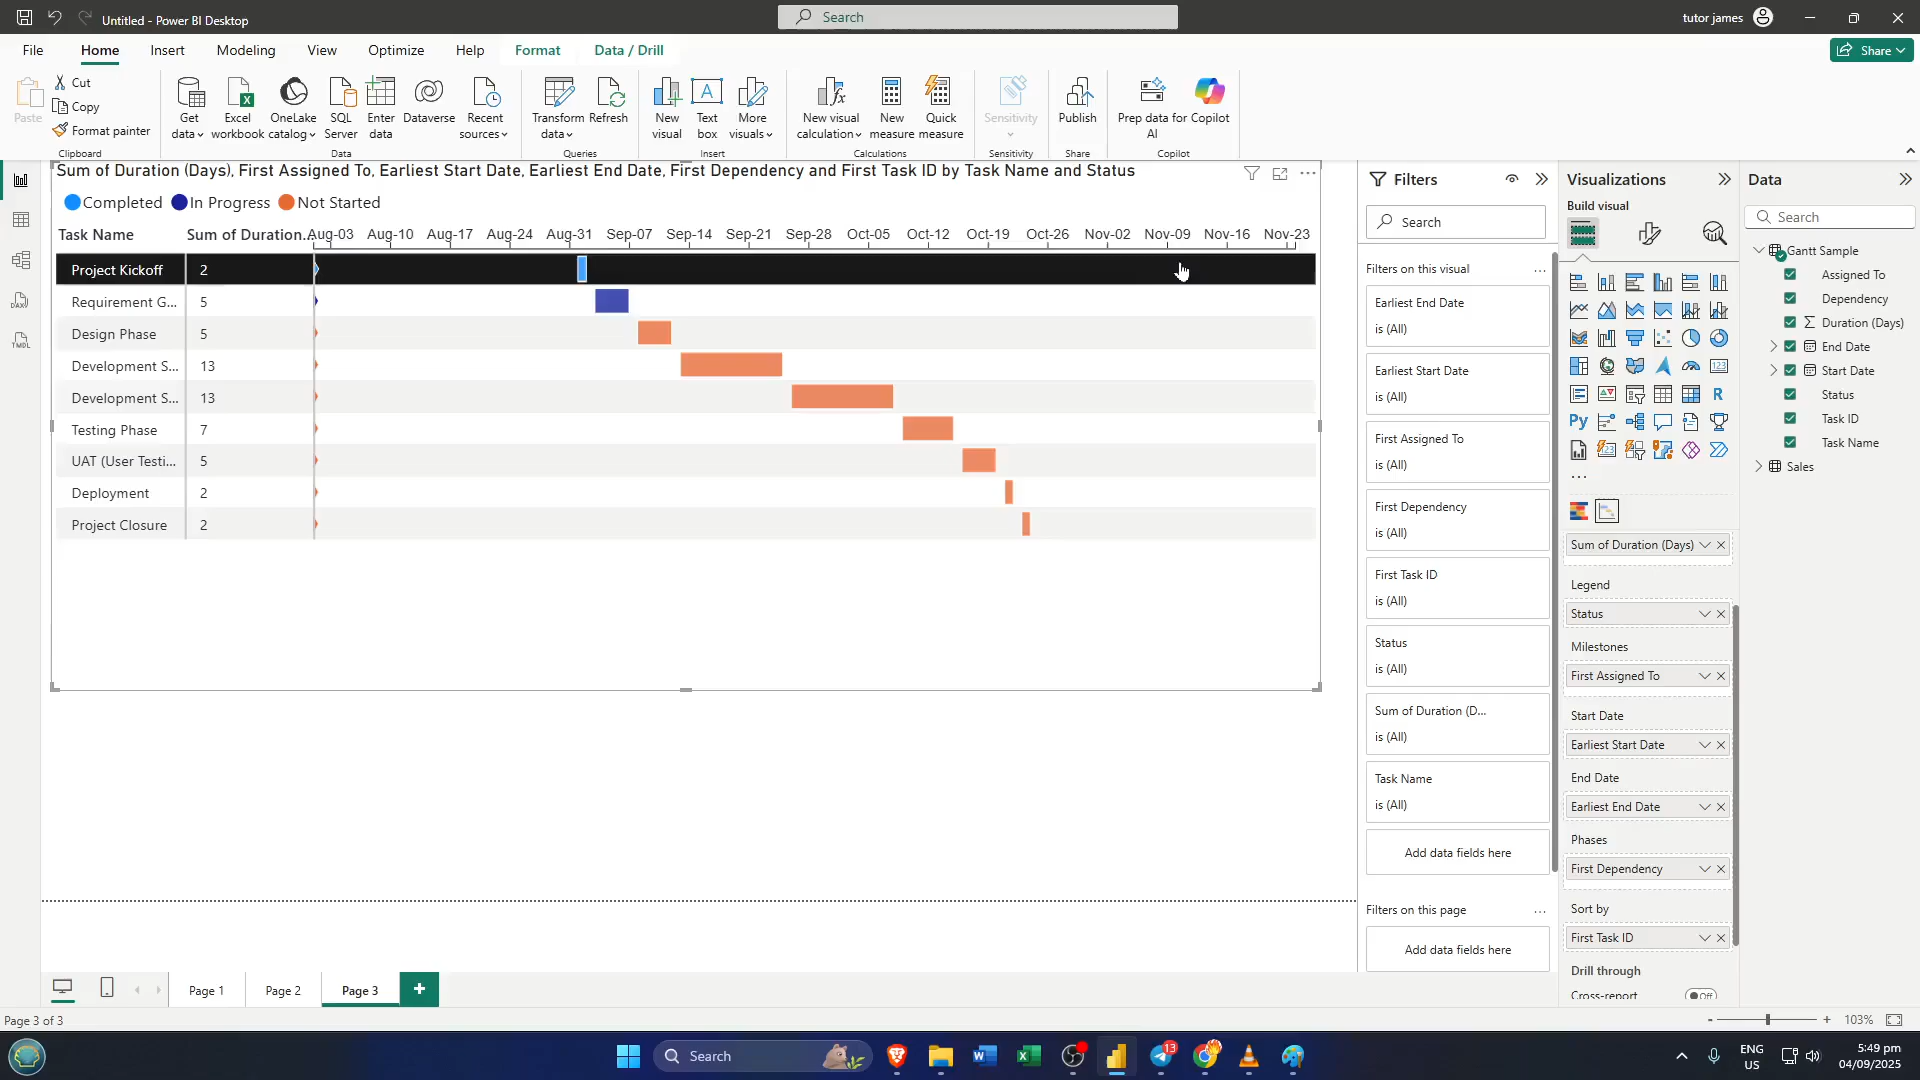 Untitled - Power BI Desktop
Search
tutor james
File Home Insert Modeling View Optimize Help Format Data / Drill
Share
Paste
Cut
Copy
Format painter
Clipboard
Get data
Excel workbook
OneLake catalog
SQL Server
Enter data
Dataverse
Recent sources
Data
Transform data
Refresh
Queries
New visual
Text box
More visuals
Insert
New visual calculation
New measure
Quick measure
Calculations
Sensitivity
Sensitivity
Publish
Share
Prep data for AI
Copilot
Copilot
Sum of Duration (Days), First Assigned To, Earliest Start Date, Earliest End Date, First Dependency and First Task ID by Task Name and Status
Completed In Progress Not Started
Task Name Sum of Duration.. Aug-03 Aug-10 Aug-17 Aug-24 Aug-31 Sep-07 Sep-14 Sep-21 Sep-28 Oct-05 Oct-12 Oct-19 Oct-26 Nov-02 Nov-09 Nov-16 Nov-23
Project Kickoff 2
Requirement G... 5
Design Phase 5
Development S... 13
Development S... 13
Testing Phase 7
UAT (User Testi... 5
Deployment 2
Project Closure 2
Filters
Search
Filters on this visual
Earliest End Date
is (All)
Earliest Start Date
is (All)
First Assigned To
is (All)
First Dependency
is (All)
First Task ID
is (All)
Status
is (All)
Sum of Duration (D...
is (All)
Task Name
is (All)
Add data fields here
Filters on this page
Add data fields here
Visualizations
Build visual
Sum of Duration (Days)
Legend
Status
Milestones
First Assigned To
Start Date
Earliest Start Date
End Date
Earliest End Date
Phases
First Dependency
Sort by
First Task ID
Drill through
Cross-report
Off
Data
Search
Gantt Sample
Assigned To
Dependency
Duration (Days)
End Date
Start Date
Status
Task ID
Task Name
Sales
Page 1 Page 2 Page 3
Page 3 of 3
103%
Search
13
ENG
US
5:49 pm
04/09/2025